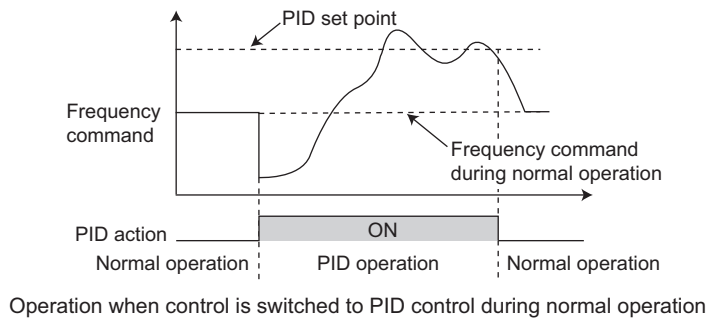 PID set point
Frequency
command
Frequency command
during normal operation
PID action
ON
Normal operation
PID operation
Normal operation
Operation when control is switched to PID control during normal operation